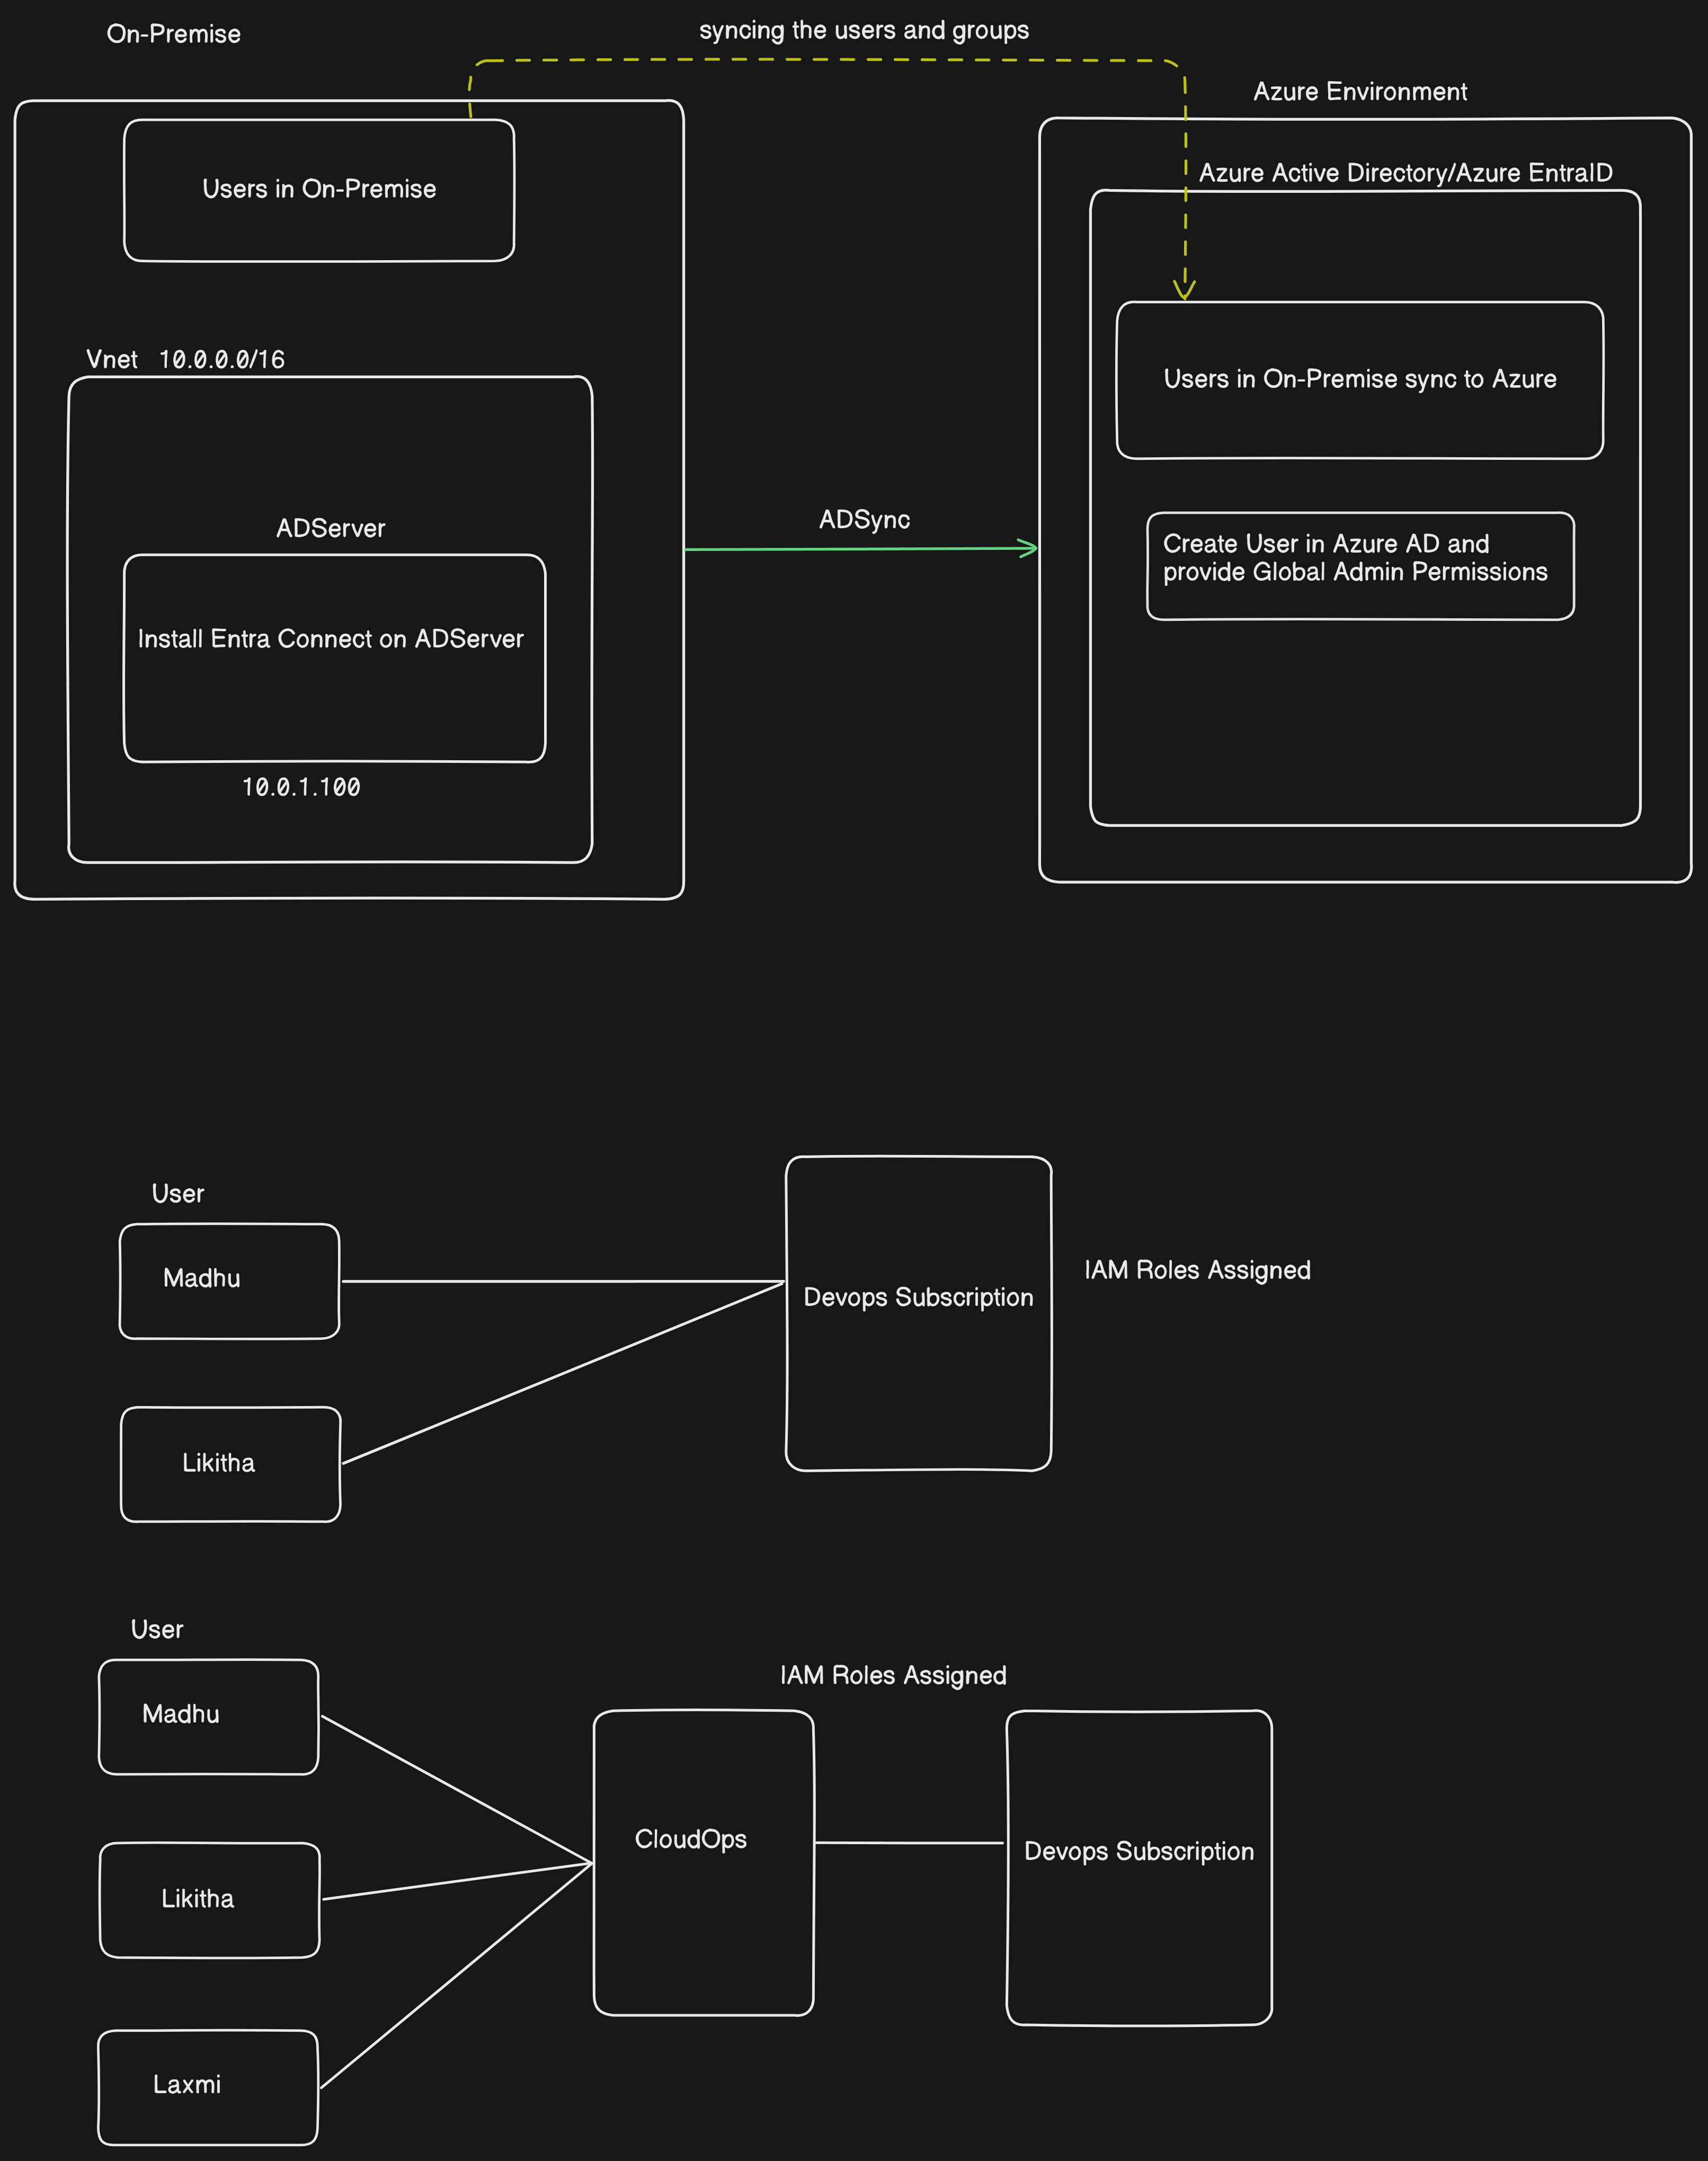 On-Premise
syncing the users and groups
Azure Environment
Azure Active Directory/Azure EntraID
Users in On-Premise
Vnet 10.0.0.0/16
Users in On-Premise sync to Azure
ADServer
ADSync
Create User in Azure AD and
provide Global Admin Permissions
Install Entra Connect on ADServer
10.0.1.100
User
Madhu
Likitha
Devops Subscription
IAM Roles Assigned
User
Madhu
Likitha
Laxmi
IAM Roles Assigned
CloudOps
Devops Subscription